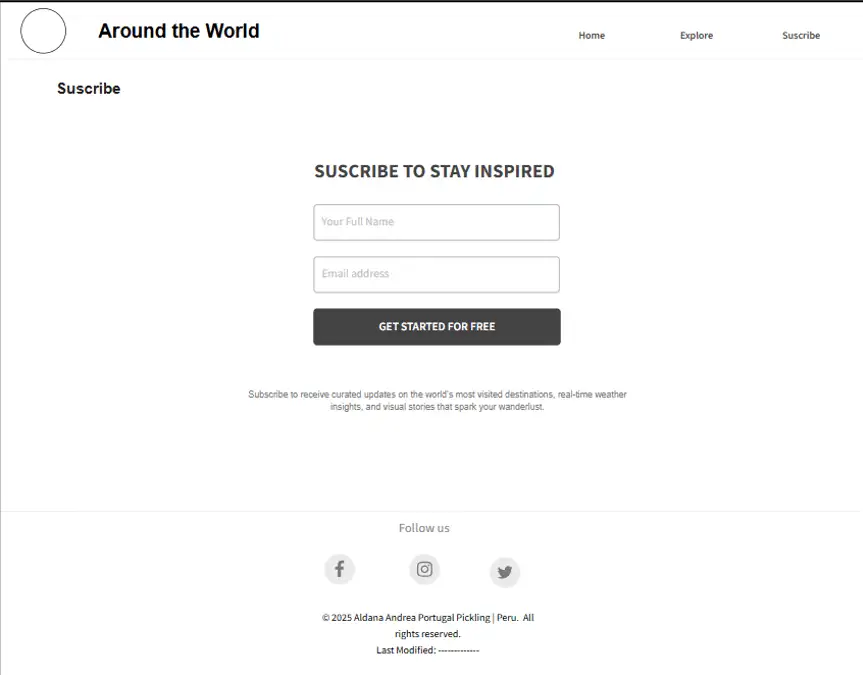 Around the World
Home Explore Suscribe
Suscribe
SUSCRIBE TO STAY INSPIRED
Your Full Name
Email address
GET STARTED FOR FREE
Subscribe to receive curated updates on the world's most visited destinations, real-time weather
insights, and visual stories that spark your wanderlust.
Follow us
© 2025 Aldana Andrea Portugal Pickling | Peru. All
rights reserved.
Last Modified: -------------